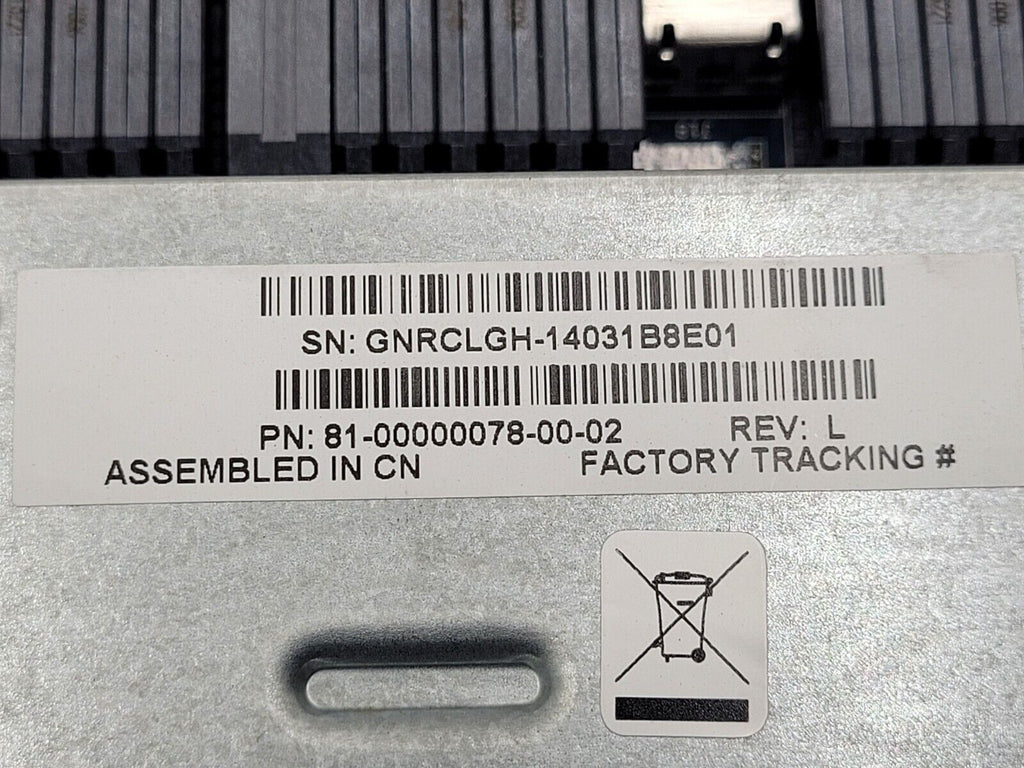 SN: GNRCLGH-14031B8E01
PN: 81-00000078-00-02 REV: L
ASSEMBLED IN CN FACTORY TRACKING #